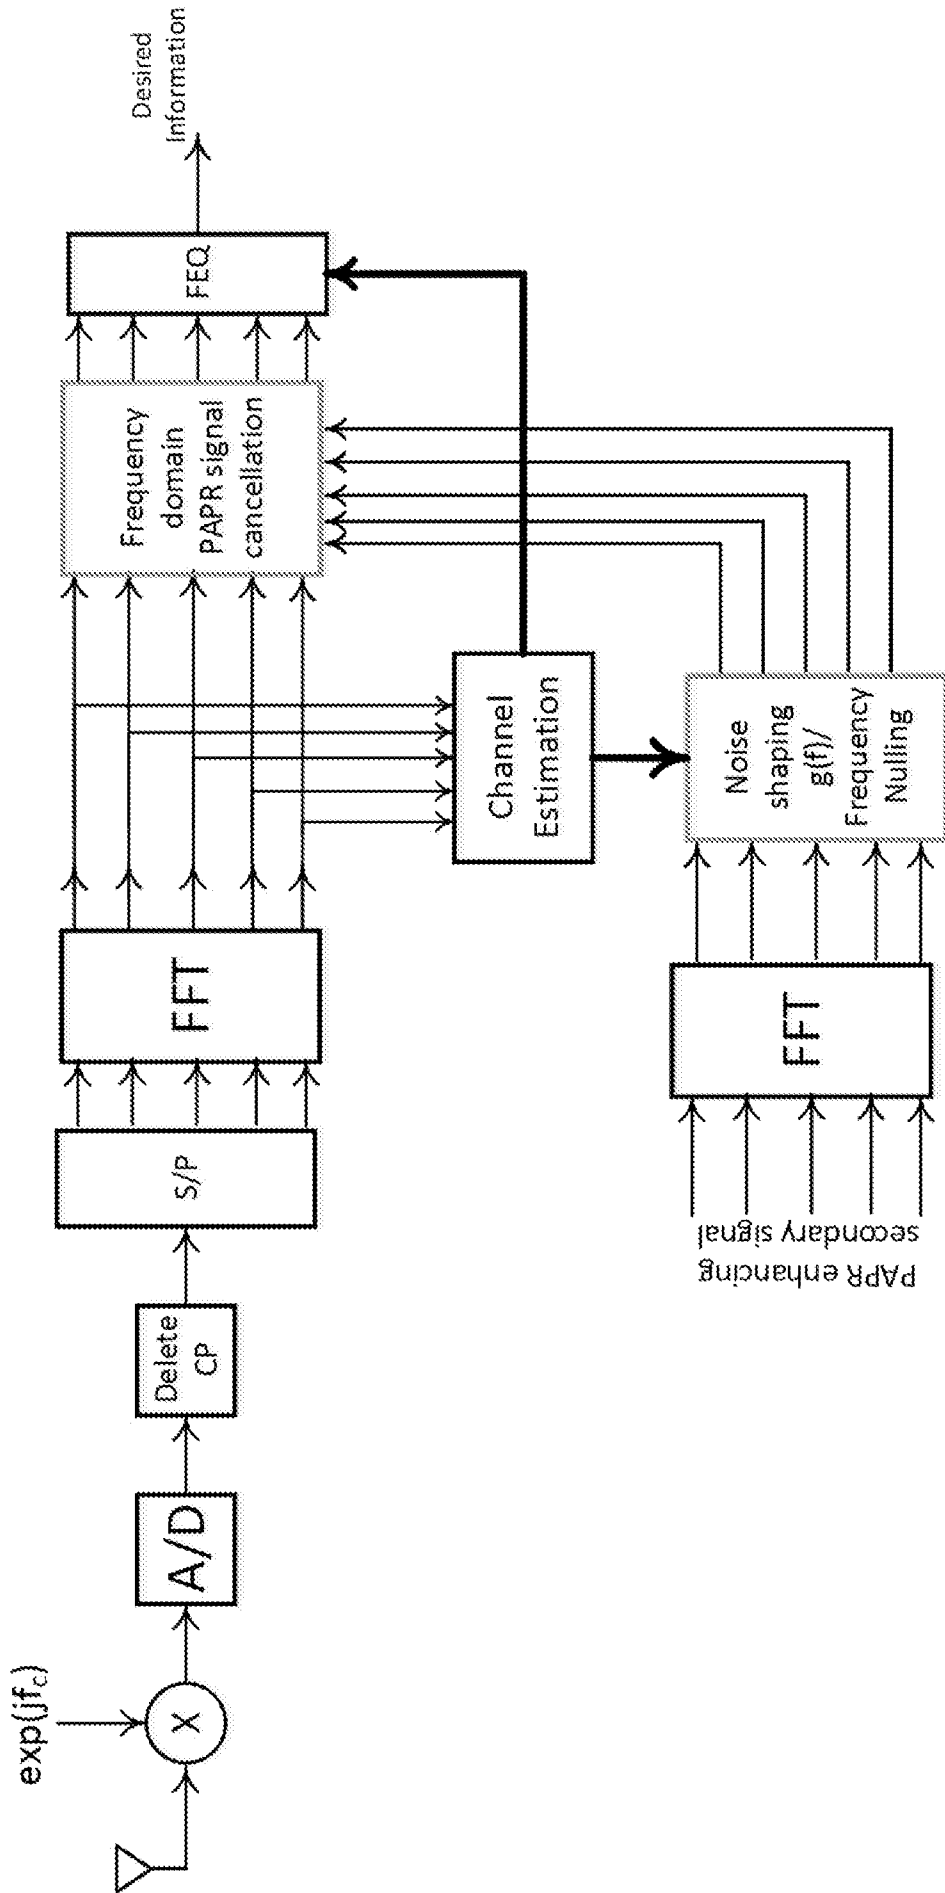 exp(jf_c)
X
A/D
Delete
CP
S/P
FFT
Frequency
domain
PAPR signal
cancellation
FEQ
Desired
Information
Channel
Estimation
PAPR enhancing
secondary signal
FFT
Noise
shaping
g(f)/
Frequency
Nulling